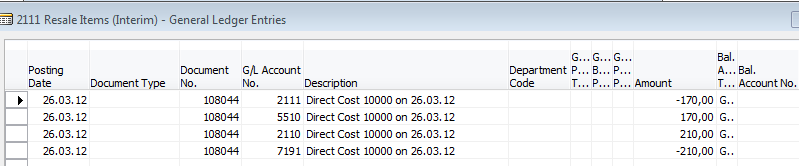 2111 Resale Items (Interim) - General Ledger Entries
Posting Date Document Type Document No. G/L Account No. Description Department Code G... P... T... G... B... P... G... P... P... Amount Bal. A... T... Bal. Account No.
26.03.12 108044 2111 Direct Cost 10000 on 26.03.12 -170,00 G..
26.03.12 108044 5510 Direct Cost 10000 on 26.03.12 170,00 G..
26.03.12 108044 2110 Direct Cost 10000 on 26.03.12 210,00 G..
26.03.12 108044 7191 Direct Cost 10000 on 26.03.12 -210,00 G..